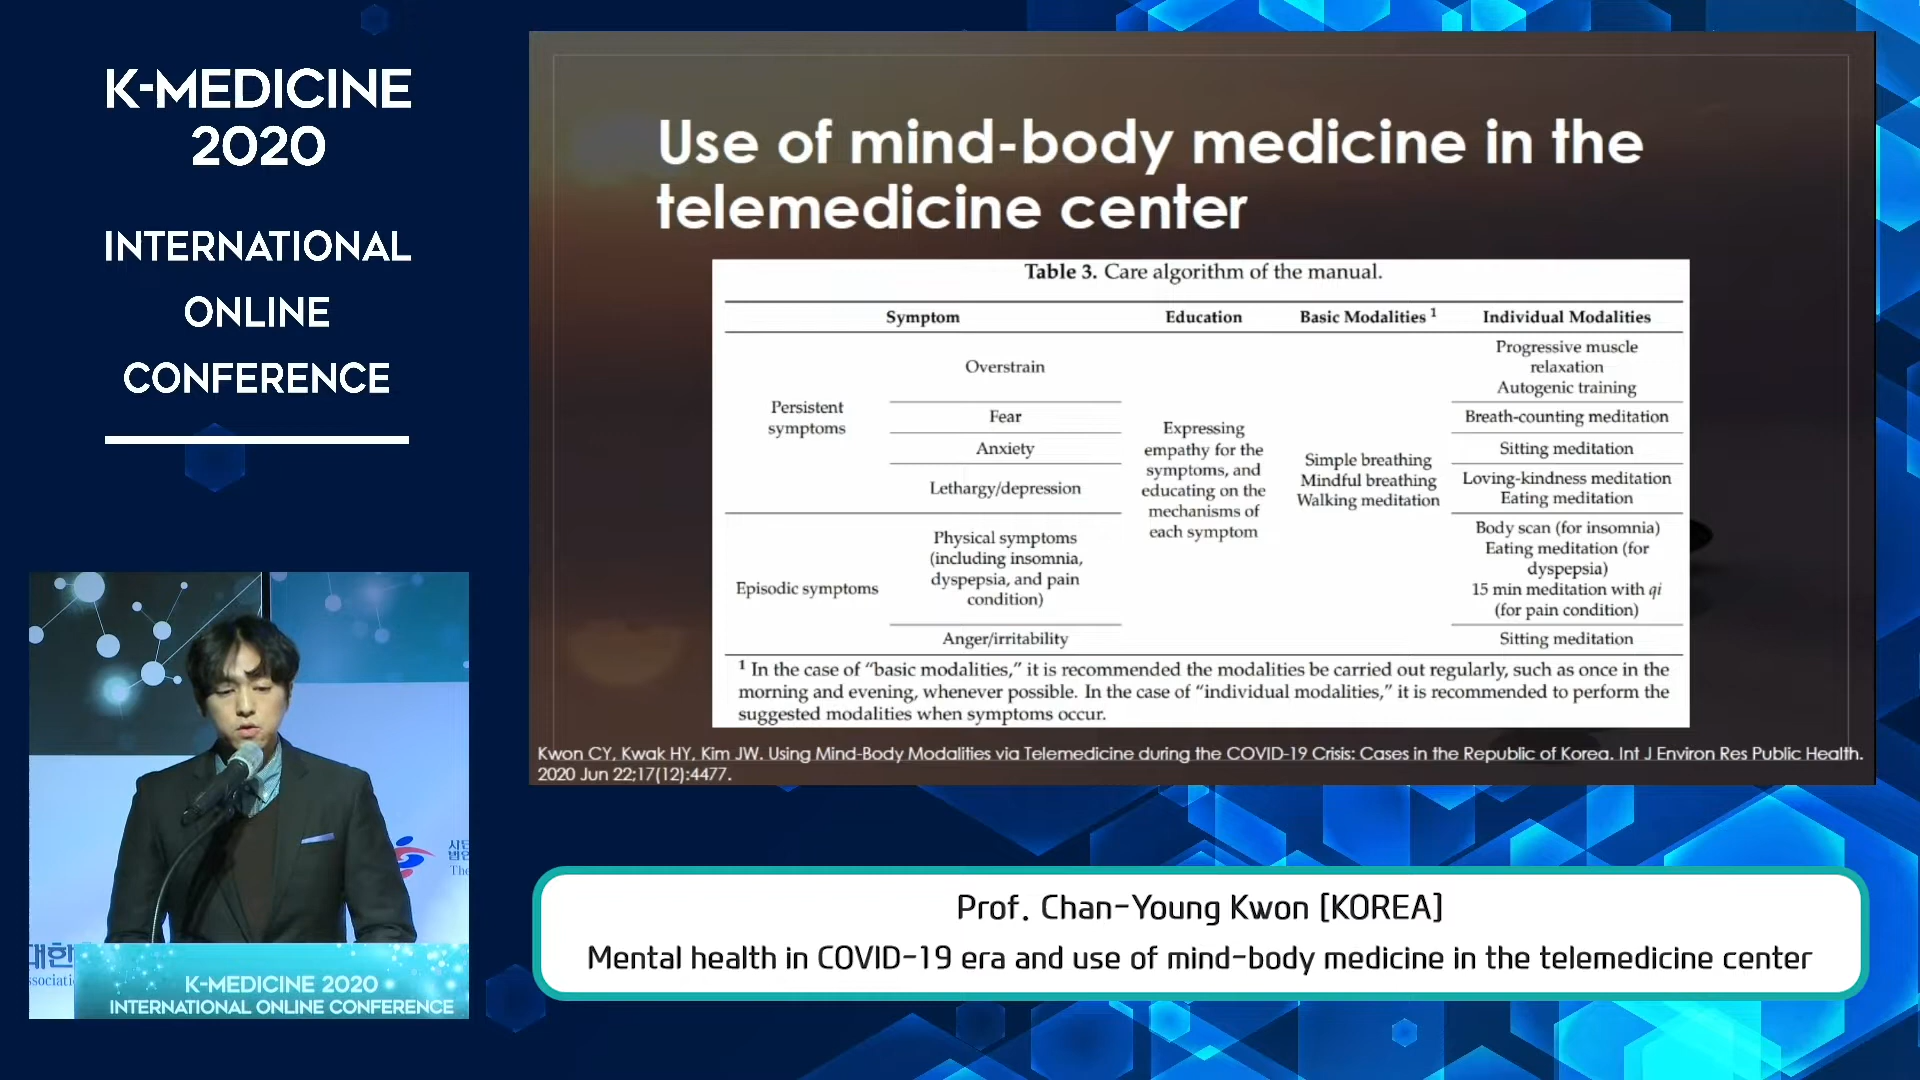 K-MEDICINE
2020
INTERNATIONAL
ONLINE
CONFERENCE
Use of mind-body medicine in the
telemedicine center
Table 3. Care algorithm of the manual.
Symptom Education Basic Modalities 1 Individual Modalities
Persistent
symptoms
Overstrain
Fear
Anxiety
Lethargy/depression
Episodic symptoms
Physical symptoms
(including insomnia,
dyspepsia, and pain
condition)
Anger/irritability
Expressing
empathy for the
symptoms, and
educating on the
mechanisms of
each symptom
Simple breathing
Mindful breathing
Walking meditation
Progressive muscle
relaxation
Autogenic training
Breath-counting meditation
Sitting meditation
Loving-kindness meditation
Eating meditation
Body scan (for insomnia)
Eating meditation (for
dyspepsia)
15 min meditation with qi
(for pain condition)
Sitting meditation
1 In the case of “basic modalities,” it is recommended the modalities be carried out regularly, such as once in the
morning and evening, whenever possible. In the case of “individual modalities,” it is recommended to perform the
suggested modalities when symptoms occur.
Kwon CY, Kwak HY, Kim JW. Using Mind-Body Modalities via Telemedicine during the COVID-19 Crisis: Cases in the Republic of Korea. Int J Environ Res Public Health.
2020 Jun 22;17(12):4477.
The
대한
K-MEDICINE 2020
INTERNATIONAL ONLINE CONFERENCE
Prof. Chan-Young Kwon [KOREA]
Mental health in COVID-19 era and use of mind-body medicine in the telemedicine center